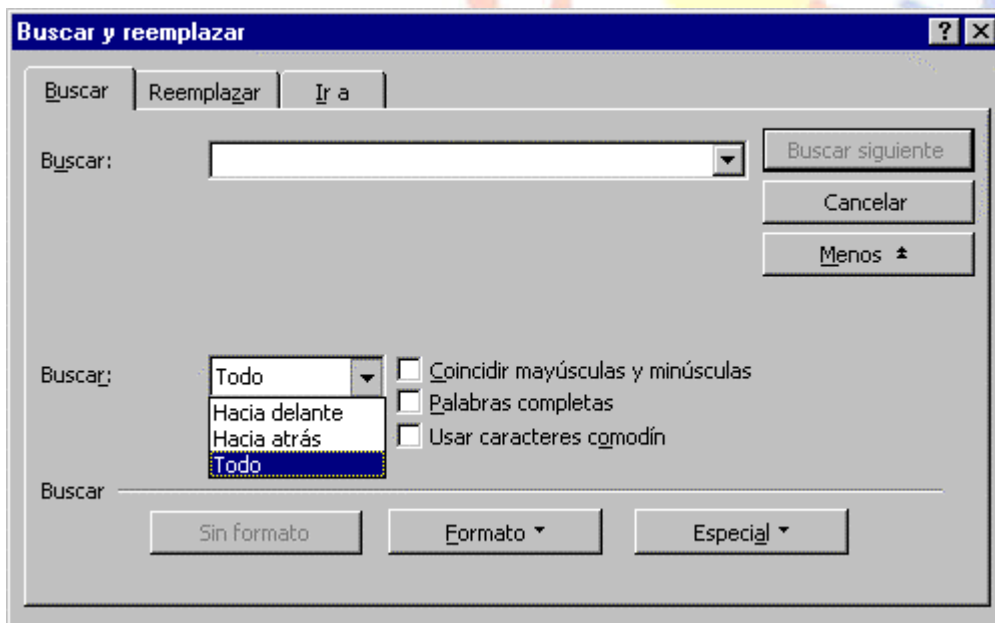 Buscar y reemplazar
Buscar Reemplazar Ir a
Buscar: Buscar siguiente
Cancelar
Menos
Buscar: Todo Coincidir mayúsculas y minúsculas
Hacia delante Palabras completas
Hacia atrás Usar caracteres comodín
Todo
Buscar
Sin formato Formato Especial